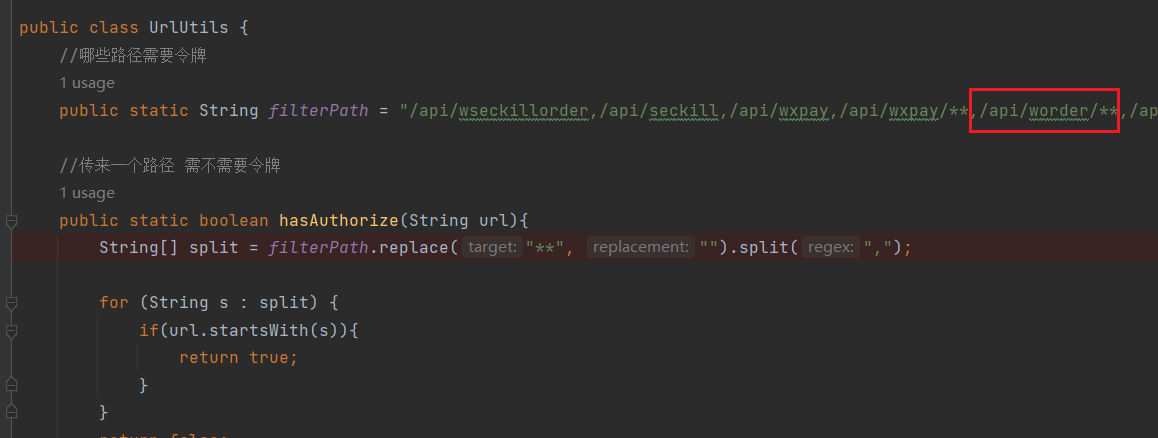 public class UrlUtils {
//哪些路径需要令牌
1 usage
public static String filterPath = "/api/wseckillorder,/api/seckill,/api/wxpay,/api/wxpay/**,/api/worder/**,/ap
//传来一个路径 需不需要令牌
1 usage
public static boolean hasAuthorize(String url){
String[] split = filterPath.replace( target: "**", replacement: "").split( regex: ",");
for (String s : split) {
if(url.startsWith(s)){
return true;
}
}
return false;